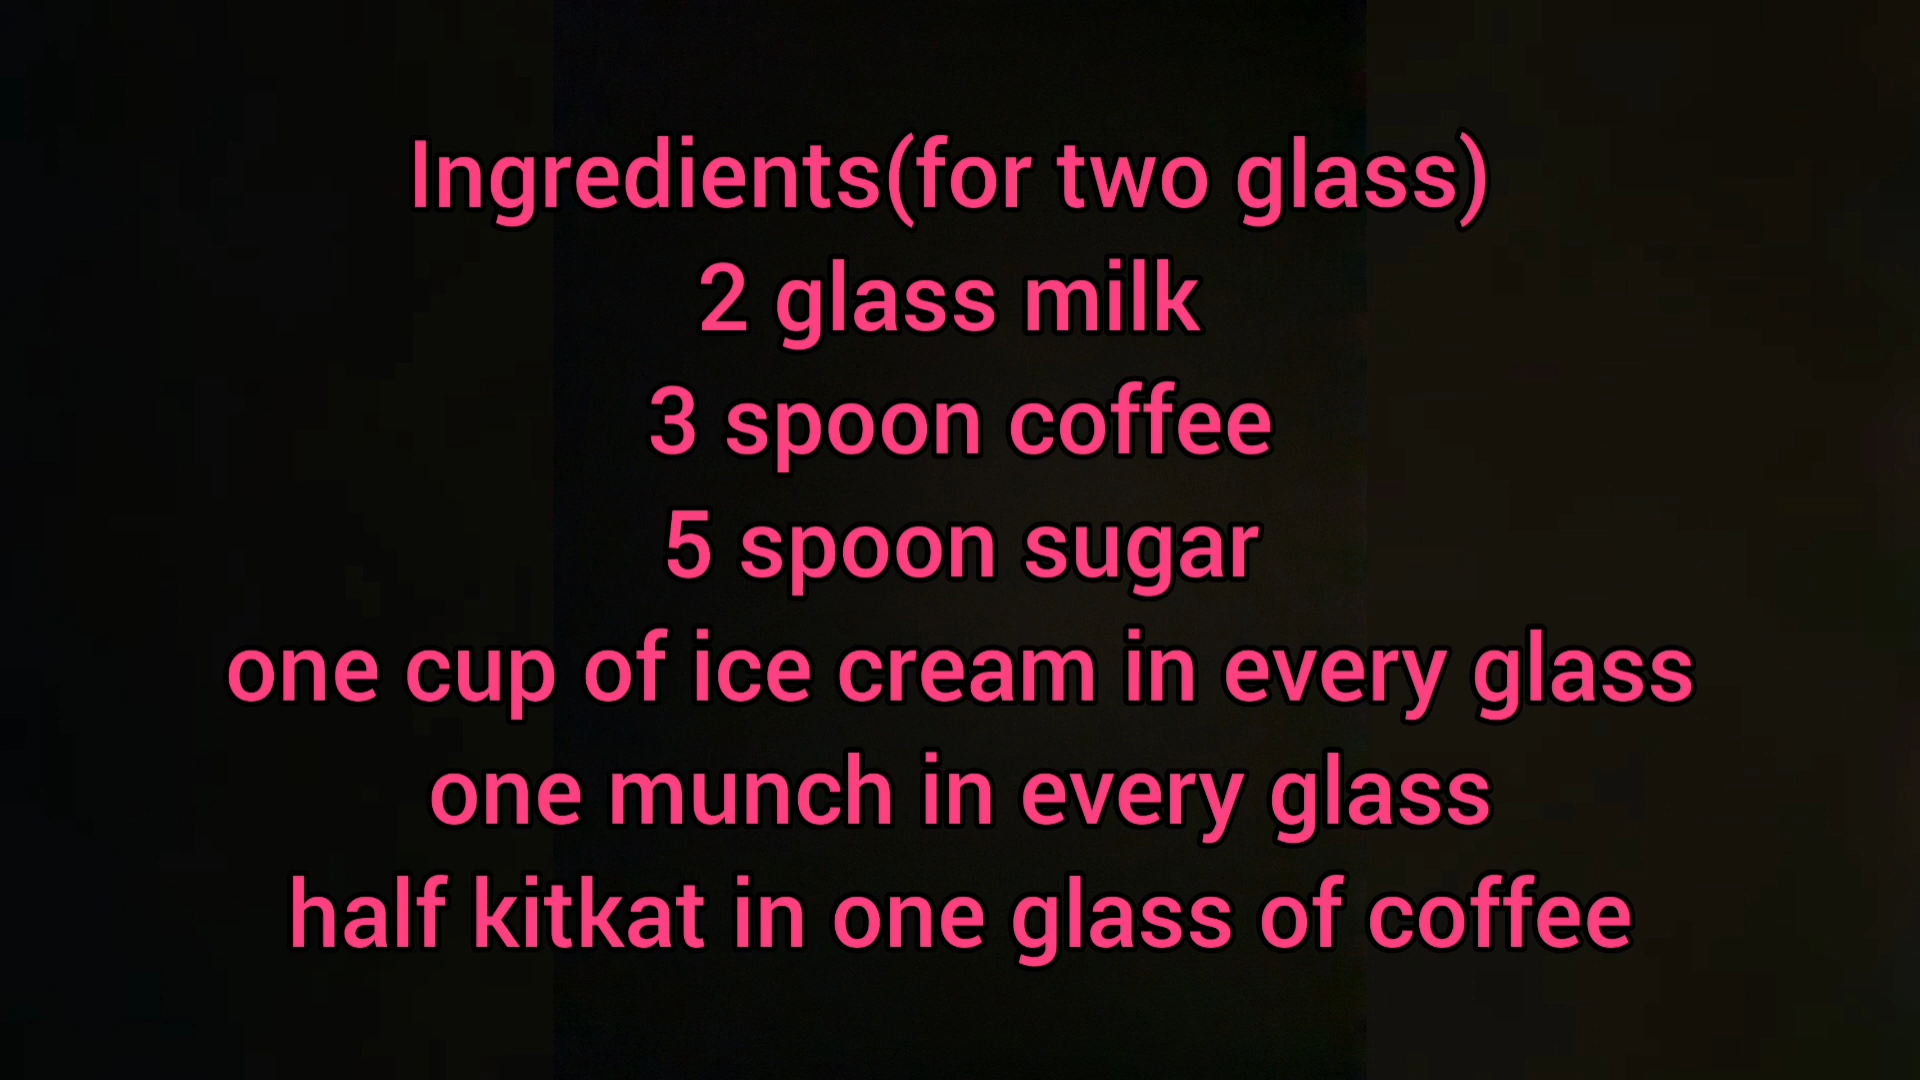 Ingredients(for two glass)
2 glass milk
3 spoon coffee
5 spoon sugar
one cup of ice cream in every glass
one munch in every glass
half kitkat in one glass of coffee